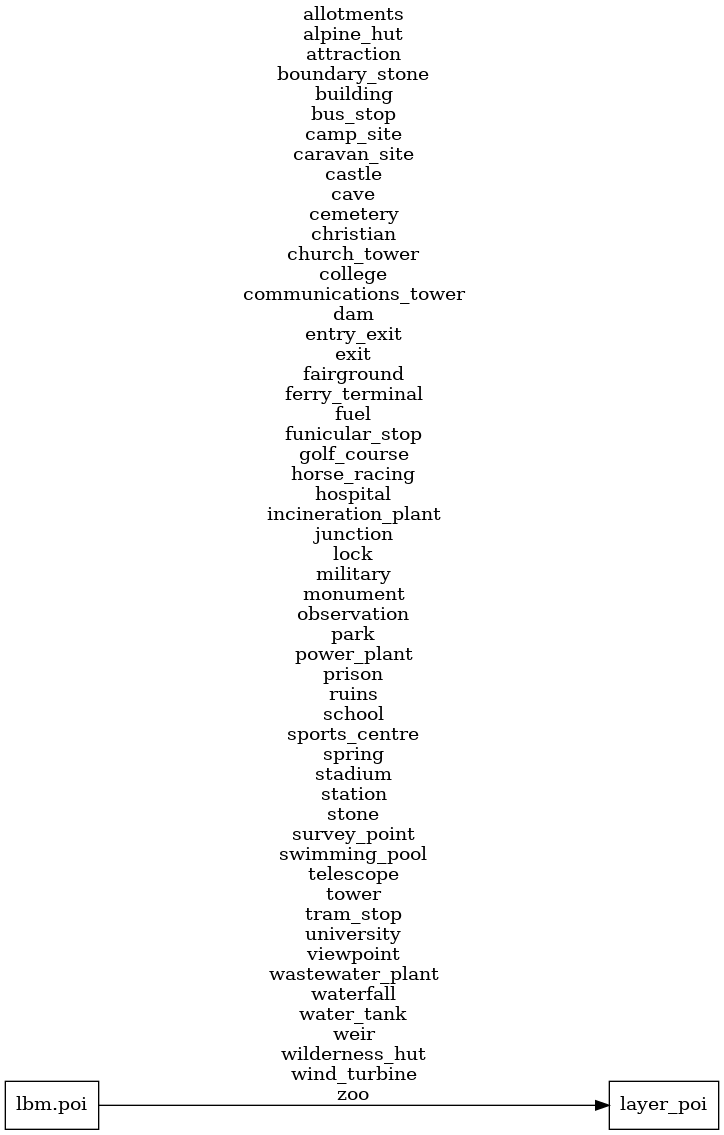 allotments
alpine_hut
attraction
boundary_stone
building
bus_stop
camp_site
caravan_site
castle
cave
cemetery
christian
church_tower
college
communications_tower
dam
entry_exit
exit
fairground
ferry_terminal
fuel
funicular_stop
golf_course
horse_racing
hospital
incineration_plant
junction
lock
military
monument
observation
park
power_plant
prison
ruins
school
sports_centre
spring
stadium
station
stone
survey_point
swimming_pool
telescope
tower
tram_stop
university
viewpoint
wastewater_plant
waterfall
water_tank
weir
wilderness_hut
wind_turbine
zoo
lbm.poi
layer_poi